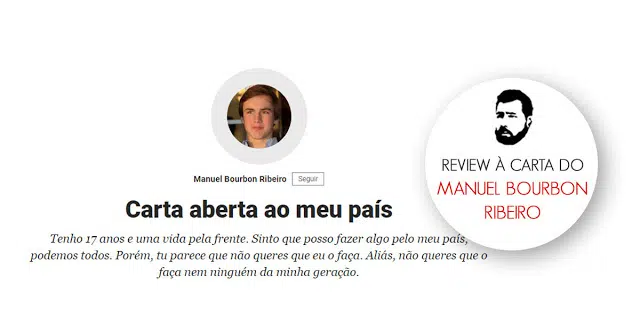 Manuel Bourbon Ribeiro Seguir
Carta aberta ao meu país
Tenho 17 anos e uma vida pela frente. Sinto que posso fazer algo pelo meu país,
podemos todos. Porém, tu parece que não queres que eu o faça. Aliás, não queres que o
faça nem ninguém da minha geração.
REVIEW À CARTA DO
MANUEL BOURBON
RIBEIRO